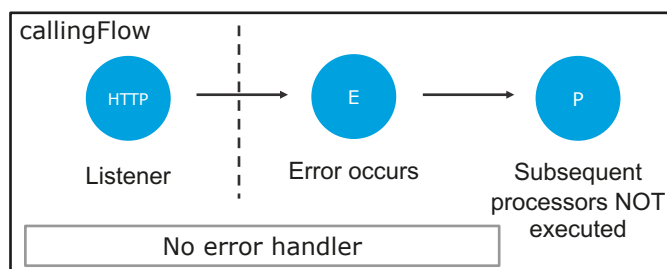 callingFlow
HTTP
E
P
Listener
Error occurs
Subsequent
processors NOT
executed
No error handler